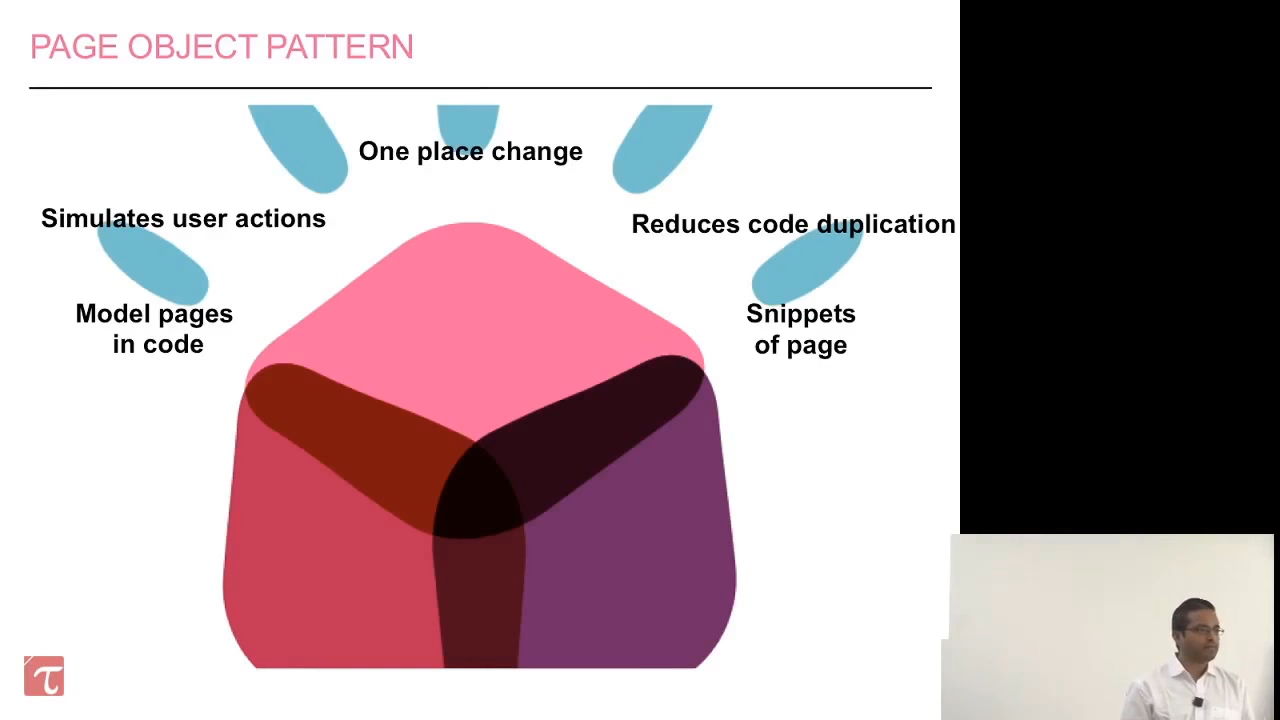 PAGE OBJECT PATTERN
One place change
Simulates user actions
Reduces code duplication
Model pages
in code
Snippets
of page
τ